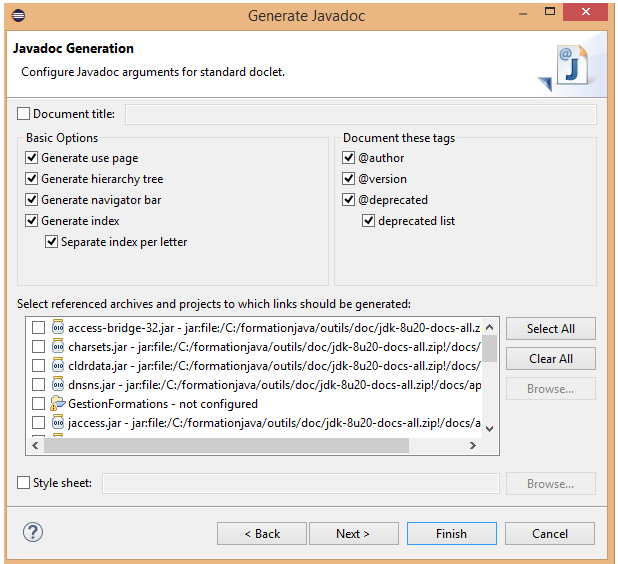 Generate Javadoc
Javadoc Generation
Configure Javadoc arguments for standard doclet.
@
J
Document title:
Basic Options
Generate use page
Generate hierarchy tree
Generate navigator bar
Generate index
Separate index per letter
Document these tags
@author
@version
@deprecated
deprecated list
Select referenced archives and projects to which links should be generated:
access-bridge-32.jar - jar:file:/C:/formationjava/outils/doc/jdk-8u20-docs-all.z
charsets.jar - jar:file:/C:/formationjava/outils/doc/jdk-8u20-docs-all.zip!/docs/
cldrdata.jar - jar:file:/C:/formationjava/outils/doc/jdk-8u20-docs-all.zip!/docs/
dnsns.jar - jar:file:/C:/formationjava/outils/doc/jdk-8u20-docs-all.zip!/docs/ap
GestionFormations - not configured
jaccess.jar - jar:file:/C:/formationjava/outils/doc/jdk-8u20-docs-all.zip!/docs/a
Select All
Clear All
Browse...
Style sheet:
Browse...
?
< Back
Next >
Finish
Cancel